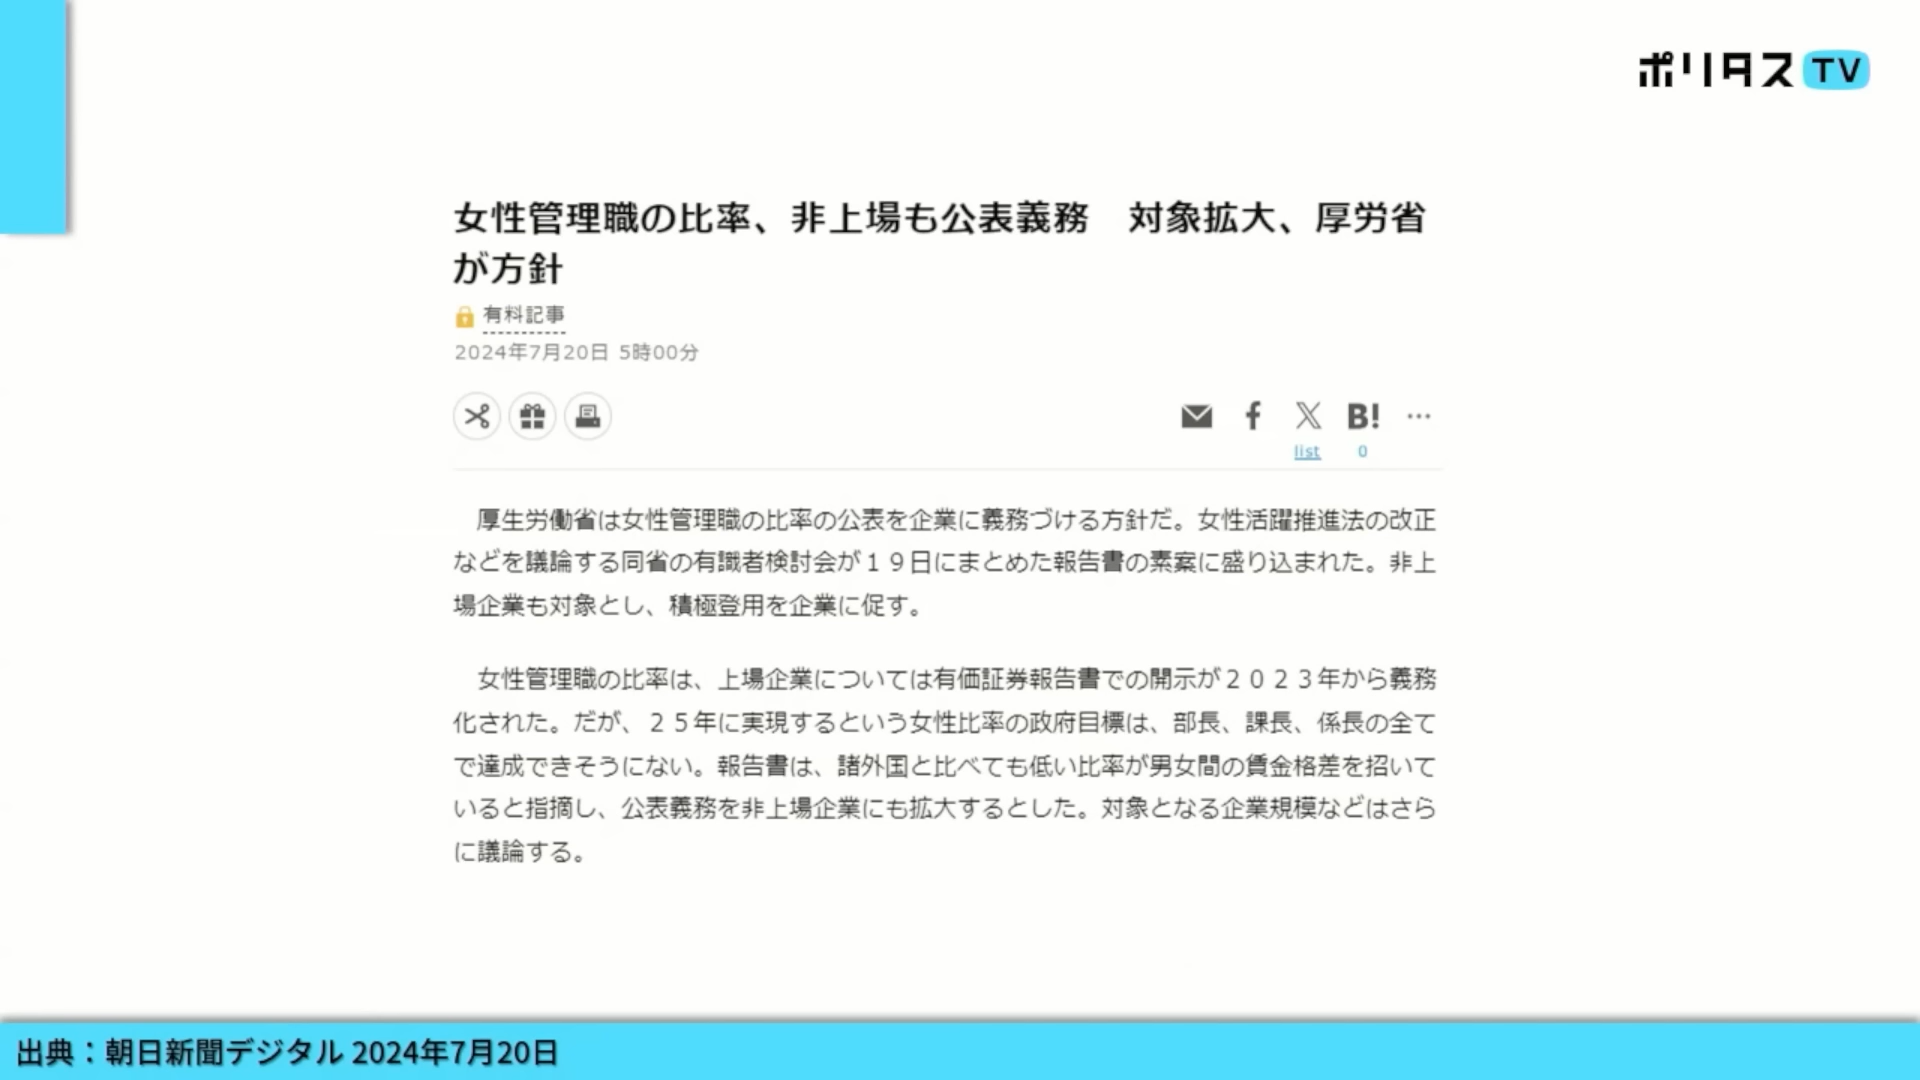 ポリタスTV
女性管理職の比率、非上場も公表義務　対象拡大、厚労省
が方針
有料記事
2024年7月20日 5時00分
B!
list 0
　厚生労働省は女性管理職の比率の公表を企業に義務づける方針だ。女性活躍推進法の改正
などを議論する同省の有識者検討会が１９日にまとめた報告書の素案に盛り込まれた。非上
場企業も対象とし、積極登用を企業に促す。
　女性管理職の比率は、上場企業については有価証券報告書での開示が２０２３年から義務
化された。だが、２５年に実現するという女性比率の政府目標は、部長、課長、係長の全て
で達成できそうにない。報告書は、諸外国と比べても低い比率が男女間の賃金格差を招いて
いると指摘し、公表義務を非上場企業にも拡大するとした。対象となる企業規模などはさら
に議論する。
出典：朝日新聞デジタル 2024年7月20日